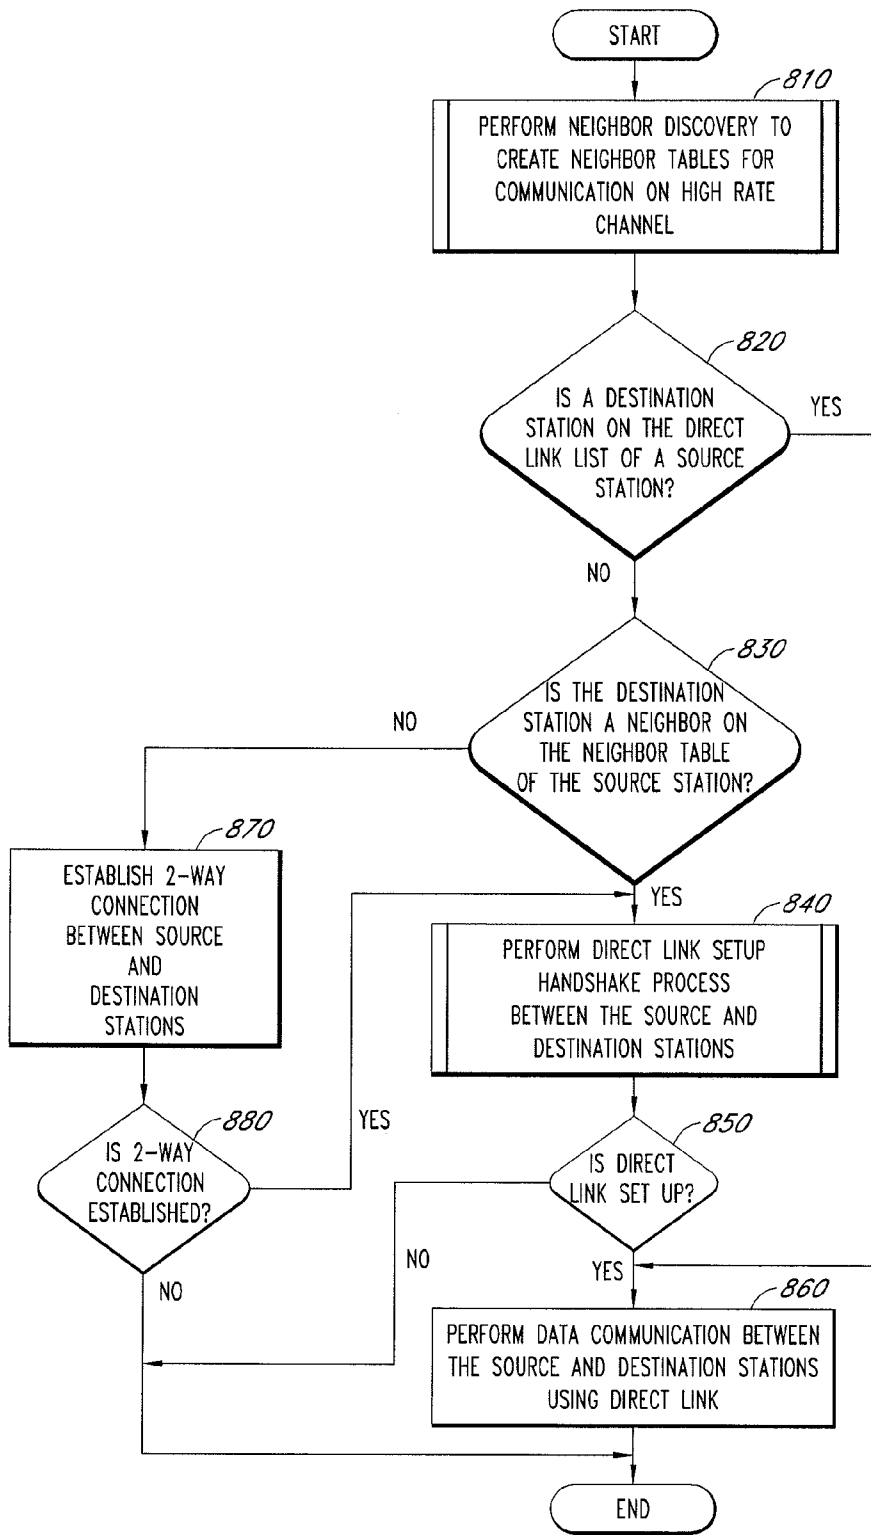 START
810
PERFORM NEIGHBOR DISCOVERY TO
CREATE NEIGHBOR TABLES FOR
COMMUNICATION ON HIGH RATE
CHANNEL
820
IS A DESTINATION
STATION ON THE DIRECT
LINK LIST OF A SOURCE
STATION?
YES
NO
830
IS THE DESTINATION
STATION A NEIGHBOR ON
THE NEIGHBOR TABLE
OF THE SOURCE STATION?
NO
YES
870
ESTABLISH 2-WAY
CONNECTION
BETWEEN SOURCE
AND
DESTINATION
STATIONS
840
PERFORM DIRECT LINK SETUP
HANDSHAKE PROCESS
BETWEEN THE SOURCE AND
DESTINATION STATIONS
880
IS 2-WAY
CONNECTION
ESTABLISHED?
YES
NO
850
IS DIRECT
LINK SET UP?
NO
YES
860
PERFORM DATA COMMUNICATION BETWEEN
THE SOURCE AND DESTINATION STATIONS
USING DIRECT LINK
END